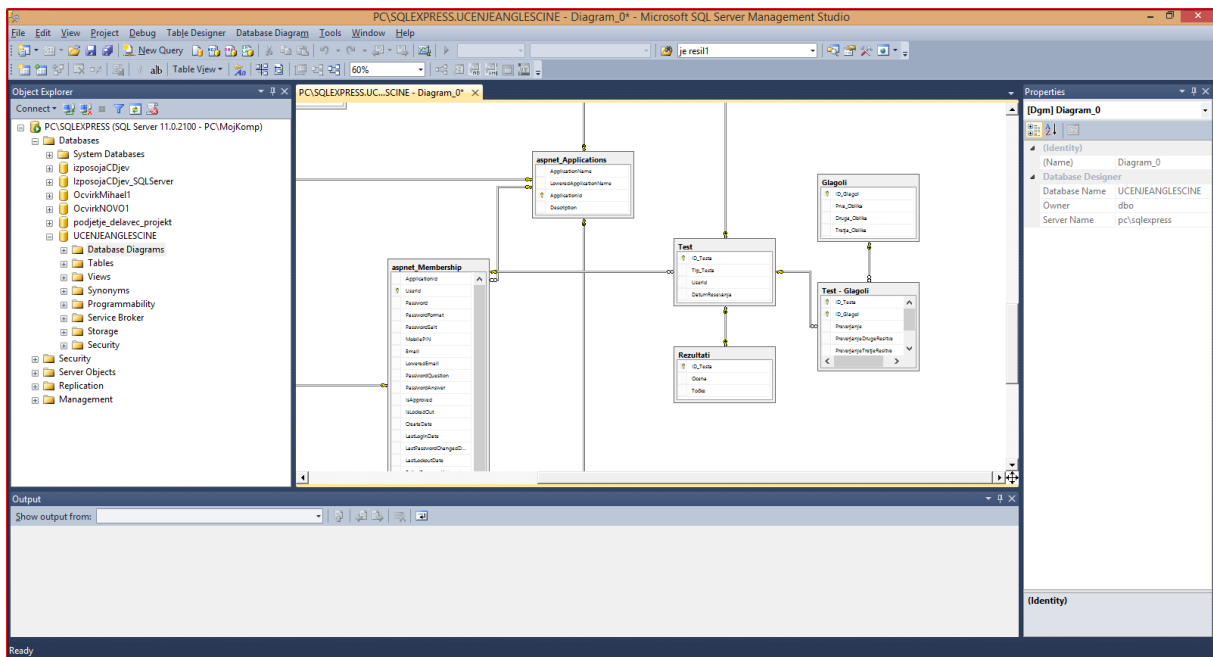 PC\SQLEXPRESS.UCENJEANGLESCINE - Diagram_0* - Microsoft SQL Server Management Studio
File Edit View Project Debug Table Designer Database Diagram Tools Window Help
New Query je resil1
Table View 60%
Object Explorer
Connect
PC\SQLEXPRESS (SQL Server 11.0.2100 - PC\MojKomp)
Databases
System Databases
izposojaCDjev
IzposojaCDjev_SQLServer
OcvirkMihael1
OcvirkNOVO1
podjetje_delavec_projekt
UCENJEANGLESCINE
Database Diagrams
Tables
Views
Synonyms
Programmability
Service Broker
Storage
Security
Security
Server Objects
Replication
Management
PC\SQLEXPRESS.UC...SCINE - Diagram_0*
aspnet_Applications
ApplicationName
LoweredApplicationName
ApplicationId
Description
aspnet_Membership
ApplicationId
UserId
Password
PasswordFormat
PasswordSalt
MobilePIN
Email
LoweredEmail
PasswordQuestion
PasswordAnswer
IsApproved
IsLockedOut
CreateDate
LastLoginDate
LastPasswordChangedD...
LastLockoutDate
Test
ID_Testa
Tip_Testa
UserId
DatumResevanja
Rezultati
ID_Testa
Ocena
Točke
Glagoli
ID_Glagol
Prva_Oblika
Druga_Oblika
Tretja_Oblika
Test - Glagoli
ID_Testa
ID_Glagol
Preverjanje
PreverjanjeDrugeResitve
PreverjanjeTretjeResitve
Properties
[Dgm] Diagram_0
(Identity)
(Name) Diagram_0
Database Designer
Database Name UCENJEANGLESCINE
Owner dbo
Server Name pc\sqlexpress
(Identity)
Output
Show output from:
Ready